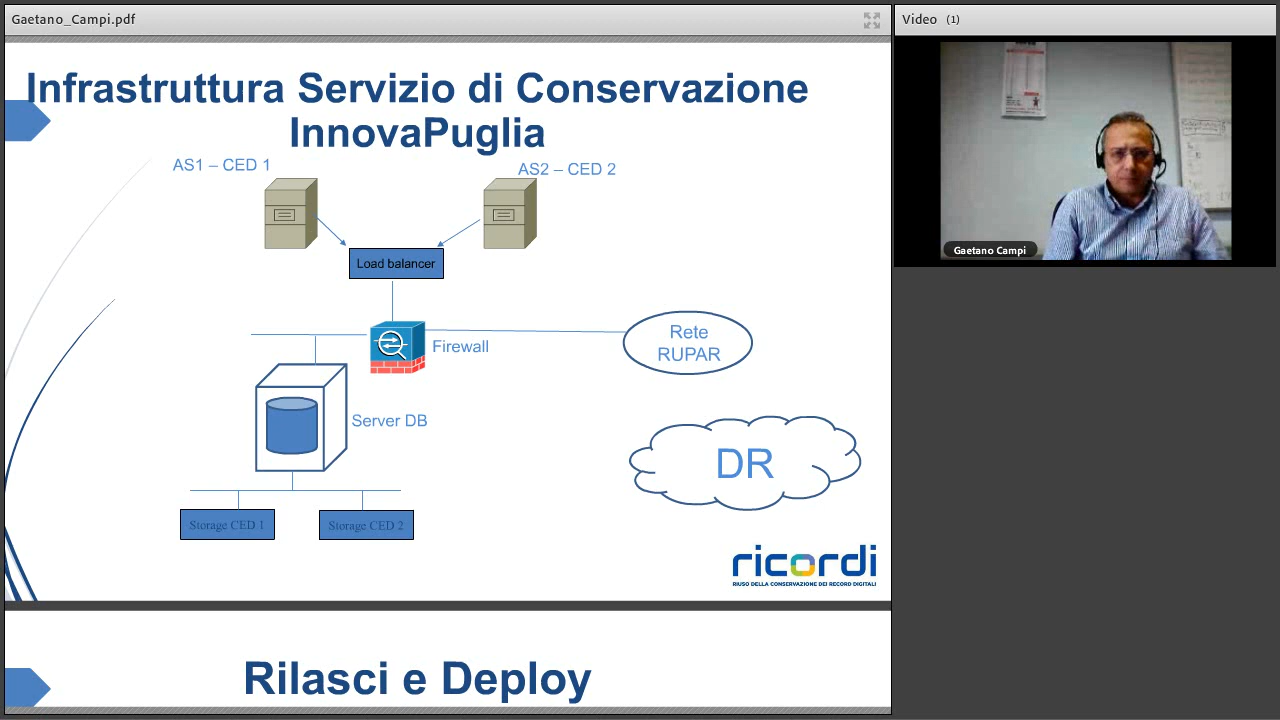 Gaetano_Campi.pdf
Video (1)
Infrastruttura Servizio di Conservazione
InnovaPuglia
AS1 – CED 1
AS2 – CED 2
Load balancer
Firewall
Rete
RUPAR
Server DB
DR
Storage CED 1
Storage CED 2
ricordi
RIUSO DELLA CONSERVAZIONE DEI RECORD DIGITALI
Rilasci e Deploy
Gaetano Campi